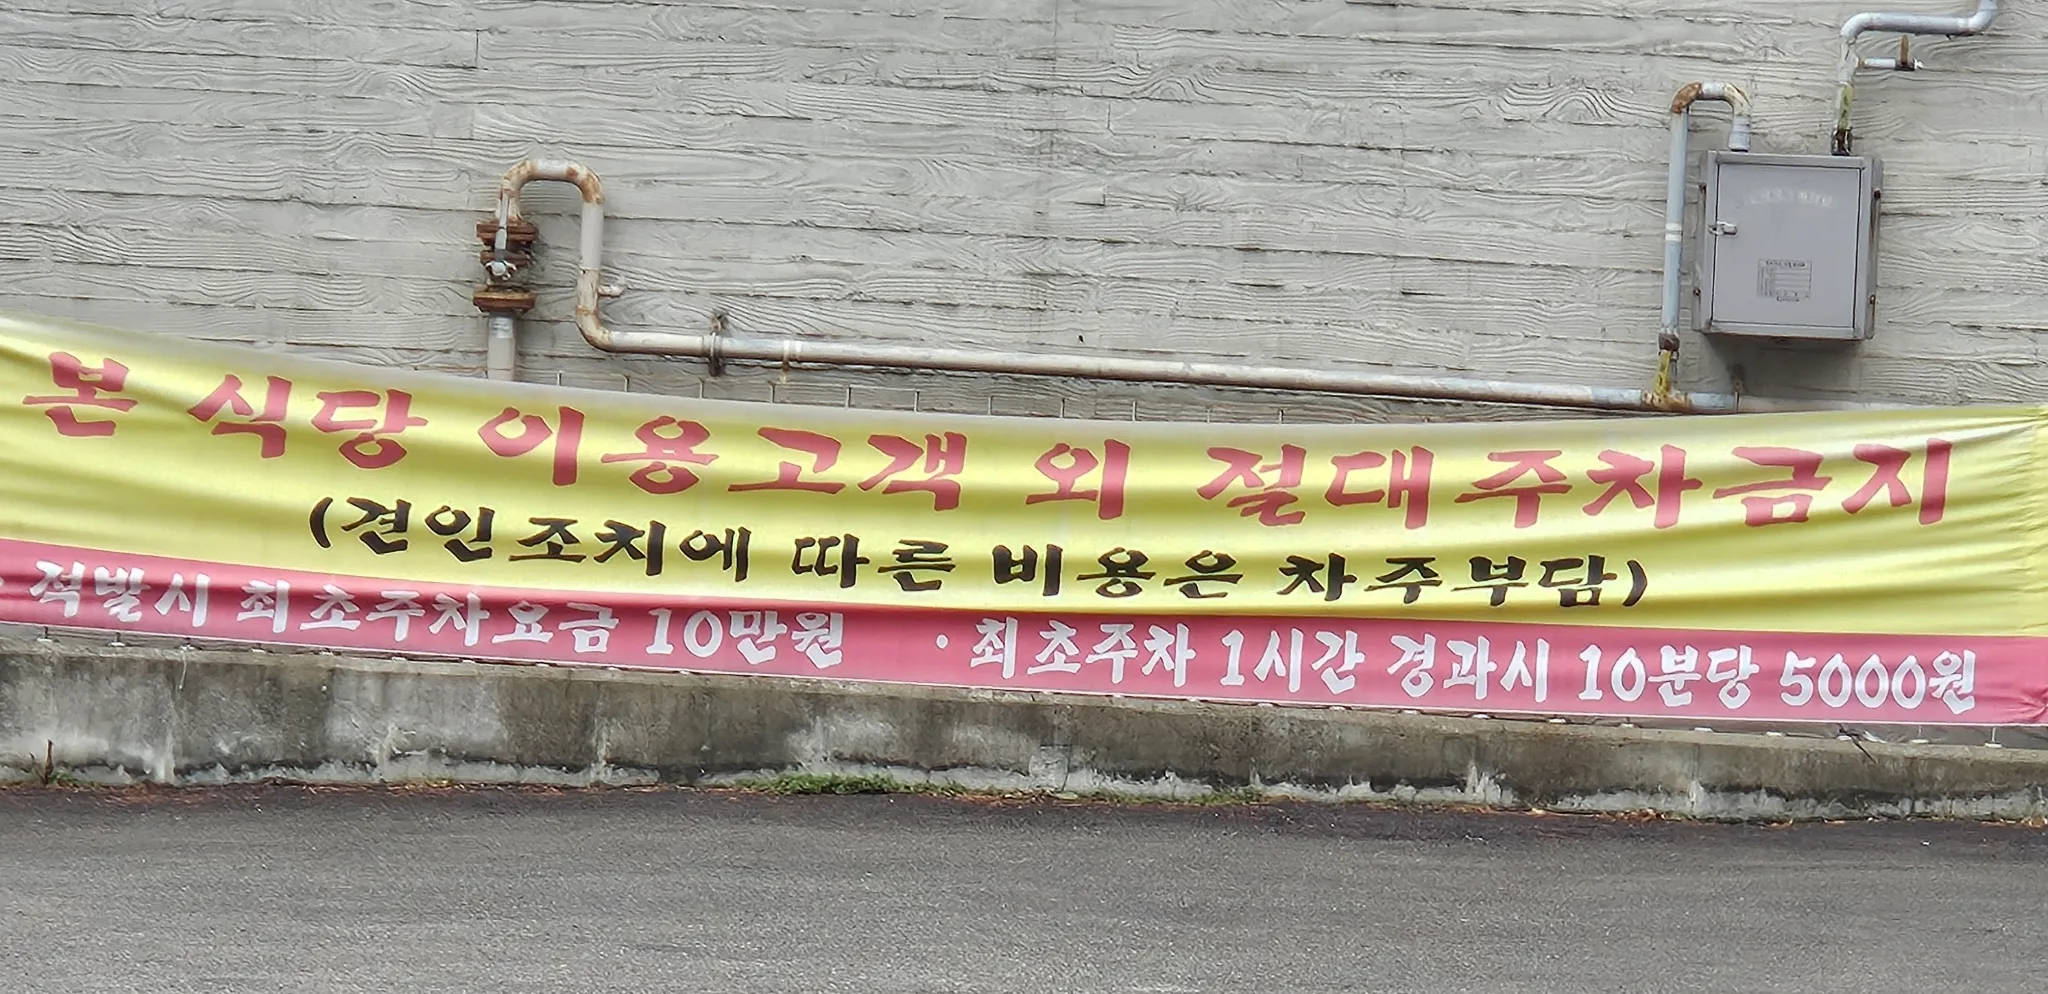 본 식당 이용고객 외 절대주차금지
(견인조치에 따른 비용은 차주부담)
· 적발시 최초주차요금 10만원 · 최초주차 1시간 경과시 10분당 5000원